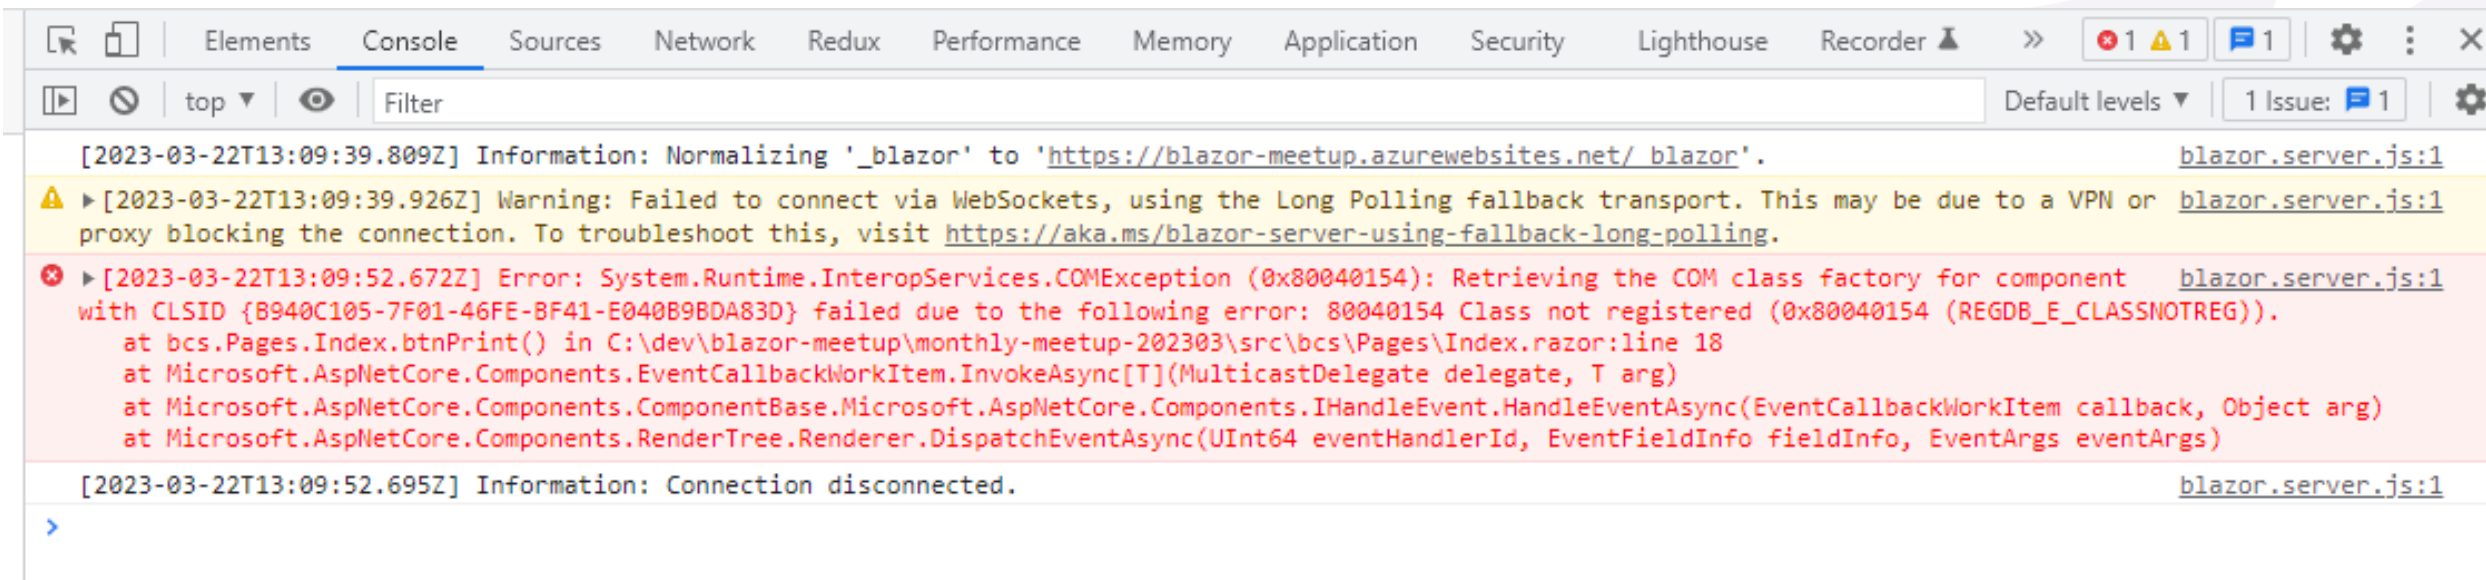 Elements Console Sources Network Redux Performance Memory Application Security Lighthouse Recorder 1 1 1
top Filter Default levels 1 Issue: 1
[2023-03-22T13:09:39.809Z] Information: Normalizing '_blazor' to 'https://blazor-meetup.azurewebsites.net/_blazor'. blazor.server.js:1
[2023-03-22T13:09:39.926Z] Warning: Failed to connect via WebSockets, using the Long Polling fallback transport. This may be due to a VPN or blazor.server.js:1
proxy blocking the connection. To troubleshoot this, visit https://aka.ms/blazor-server-using-fallback-long-polling.
[2023-03-22T13:09:52.672Z] Error: System.Runtime.InteropServices.COMException (0x80040154): Retrieving the COM class factory for component blazor.server.js:1
with CLSID {B940C105-7F01-46FE-BF41-E040B9BDA83D} failed due to the following error: 80040154 Class not registered (0x80040154 (REGDB_E_CLASSNOTREG)).
at bcs.Pages.Index.btnPrint() in C:\dev\blazor-meetup\monthly-meetup-202303\src\bcs\Pages\Index.razor:line 18
at Microsoft.AspNetCore.Components.EventCallbackWorkItem.InvokeAsync[T](MulticastDelegate delegate, T arg)
at Microsoft.AspNetCore.Components.ComponentBase.Microsoft.AspNetCore.Components.IHandleEvent.HandleEventAsync(EventCallbackWorkItem callback, Object arg)
at Microsoft.AspNetCore.Components.RenderTree.Renderer.DispatchEventAsync(UInt64 eventHandlerId, EventFieldInfo fieldInfo, EventArgs eventArgs)
[2023-03-22T13:09:52.695Z] Information: Connection disconnected. blazor.server.js:1